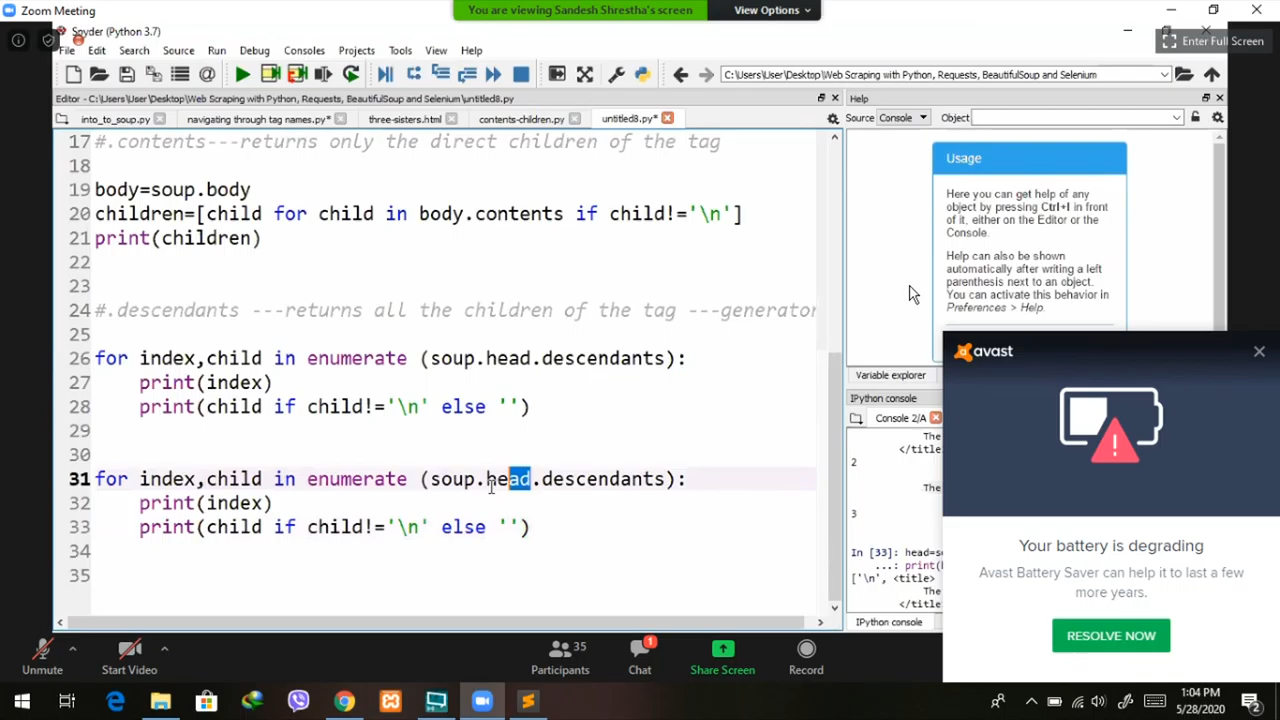 Zoom Meeting
You are viewing Sandesh Shrestha's screen
View Options
Spyder (Python 3.7)
Enter Full Screen
File Edit Search Source Run Debug Consoles Projects Tools View Help
C:\Users\User\Desktop\Web Scraping with Python, Requests, BeautifulSoup and Selenium
Editor - C:\Users\User\Desktop\Web Scraping with Python, Requests, BeautifulSoup and Selenium\untitled8.py
into_to_soup.py navigating through tag names.py* three-sisters.html contents-children.py untitled8.py*
17 #.contents---returns only the direct children of the tag
18
19 body=soup.body
20 children=[child for child in body.contents if child!='\n']
21 print(children)
22
23
24 #.descendants ---returns all the children of the tag ---generator
25
26 for index,child in enumerate (soup.head.descendants):
27 print(index)
28 print(child if child!='\n' else '')
29
30
31 for index,child in enumerate (soup.head.descendants):
32 print(index)
33 print(child if child!='\n' else '')
34
35
Help
Source Console Object
Usage
Here you can get help of any
object by pressing Ctrl+I in front
of it, either on the Editor or the
Console.
Help can also be shown
automatically after writing a left
parenthesis next to an object.
You can activate this behavior in
Preferences > Help.
Variable explorer
IPython console
Console 2/A
The
</title
2
The
3
In [33]: head=s
...: print(
['\n', <title>
The
</title
IPython console
avast
Your battery is degrading
Avast Battery Saver can help it to last a few
more years.
RESOLVE NOW
Unmute Start Video Participants 35 Chat 1 Share Screen Record
1:04 PM
5/28/2020
2